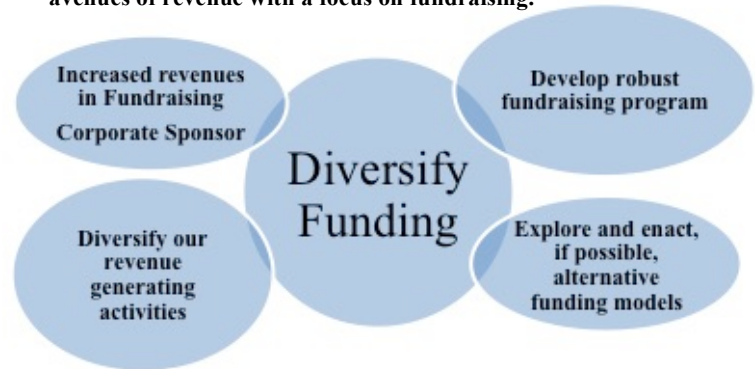 avenues of revenue with a focus on fundraising.
Increased revenues
in Fundraising
Corporate Sponsor
Develop robust
fundraising program
Diversify
Funding
Diversify our
revenue
generating
activities
Explore and enact,
if possible,
alternative
funding models